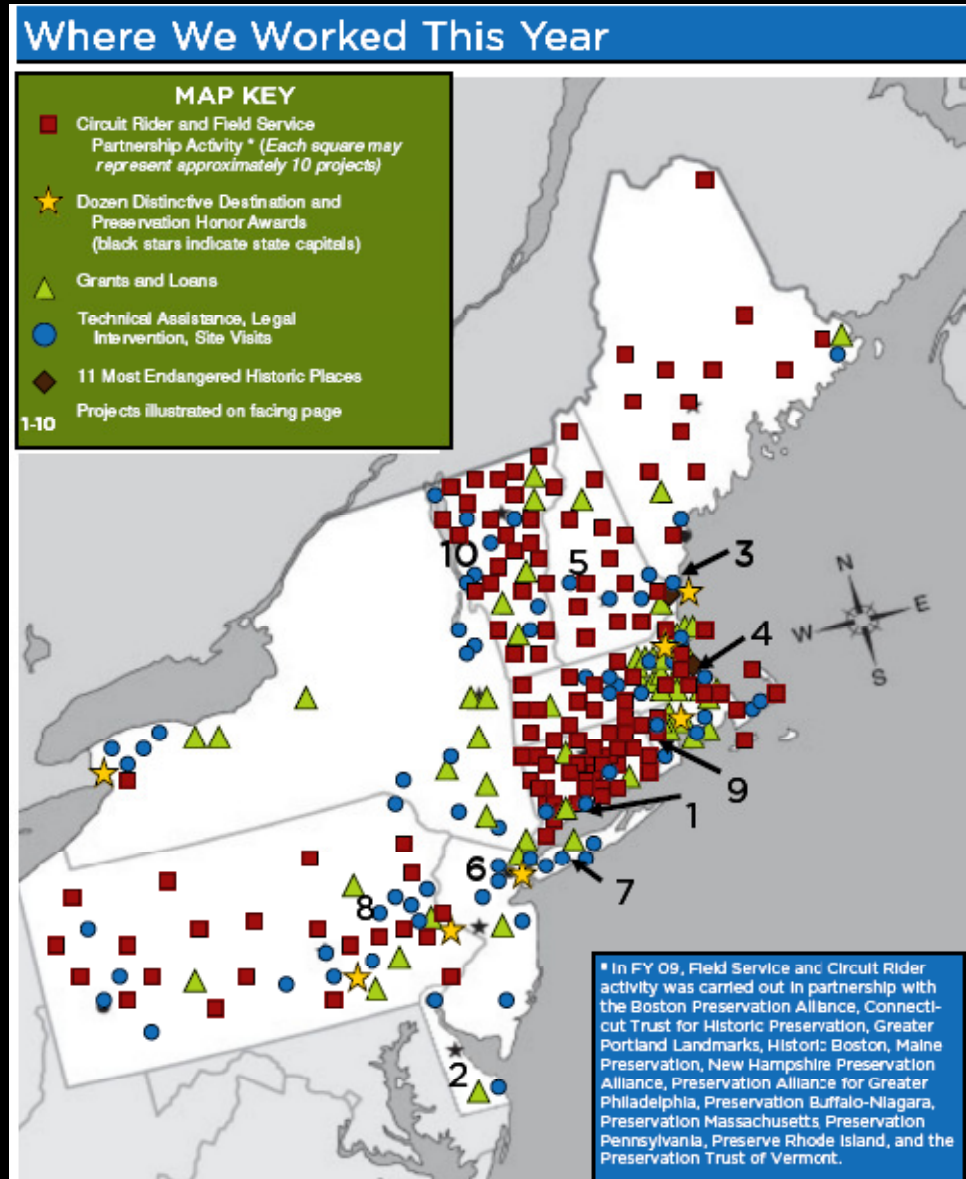 Where We Worked This Year
MAP KEY
Circuit Rider and Field Service
Partnership Activity * (Each square may
represent approximately 10 projects)
Dozen Distinctive Destination and
Preservation Honor Awards
(black stars indicate state capitals)
Grants and Loans
Technical Assistance, Legal
Intervention, Site Visits
11 Most Endangered Historic Places
1-10 Projects illustrated on facing page
N
W E
S
10
5
3
4
9
1
7
6
8
2
* In FY 09, Field Service and Circuit Rider
activity was carried out in partnership with
the Boston Preservation Alliance, Connecti-
cut Trust for Historic Preservation, Greater
Portland Landmarks, Historic Boston, Maine
Preservation, New Hampshire Preservation
Alliance, Preservation Alliance for Greater
Philadelphia, Preservation Buffalo-Niagara,
Preservation Massachusetts, Preservation
Pennsylvania, Preserve Rhode Island, and the
Preservation Trust of Vermont.